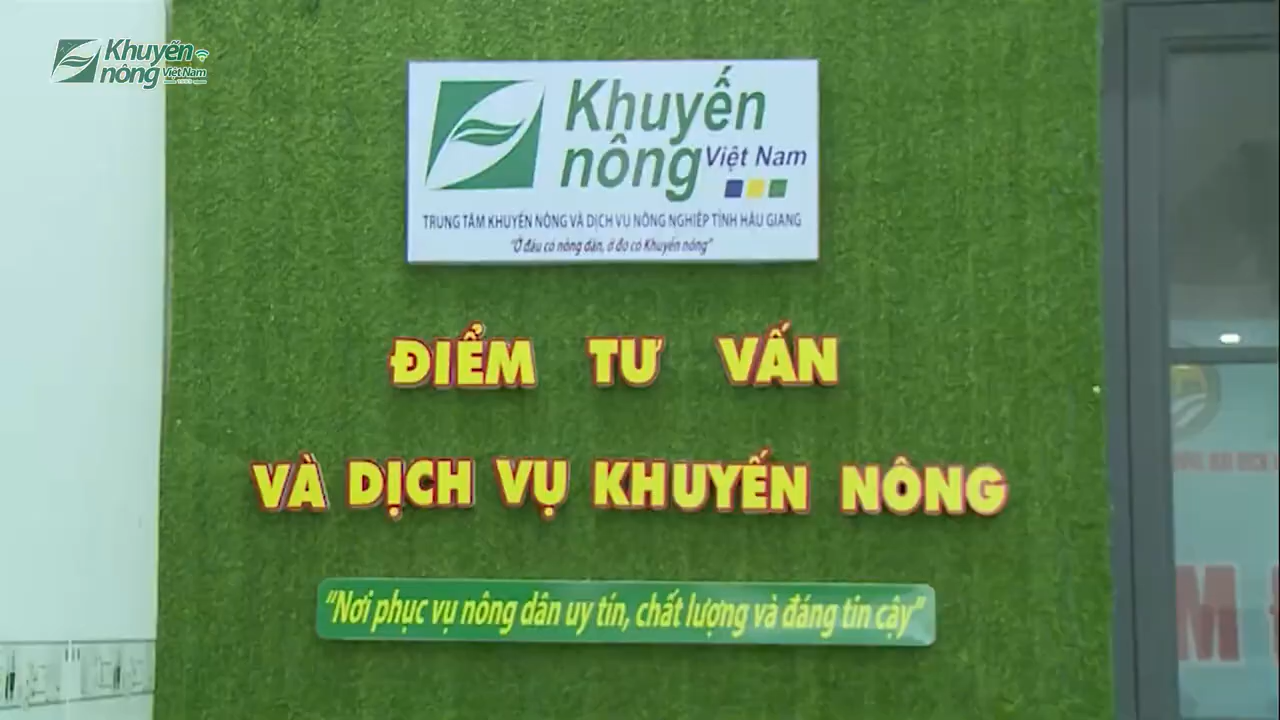 Khuyến
nông Việt Nam
Khuyến
nông Việt Nam
TRUNG TÂM KHUYẾN NÔNG VÀ DỊCH VỤ NÔNG NGHIỆP TỈNH HẬU GIANG
"Ở đâu có nông dân, ở đó có Khuyến nông"
ĐIỂM TƯ VẤN
VÀ DỊCH VỤ KHUYẾN NÔNG
"Nơi phục vụ nông dân uy tín, chất lượng và đáng tin cậy"
M